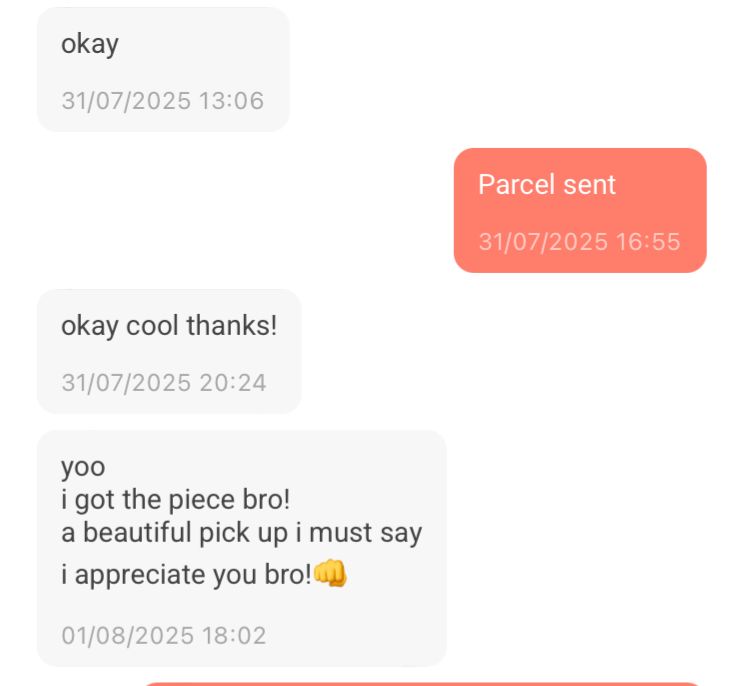 okay
31/07/2025 13:06
Parcel sent
31/07/2025 16:55
okay cool thanks!
31/07/2025 20:24
yoo
i got the piece bro!
a beautiful pick up i must say
i appreciate you bro!👊
01/08/2025 18:02